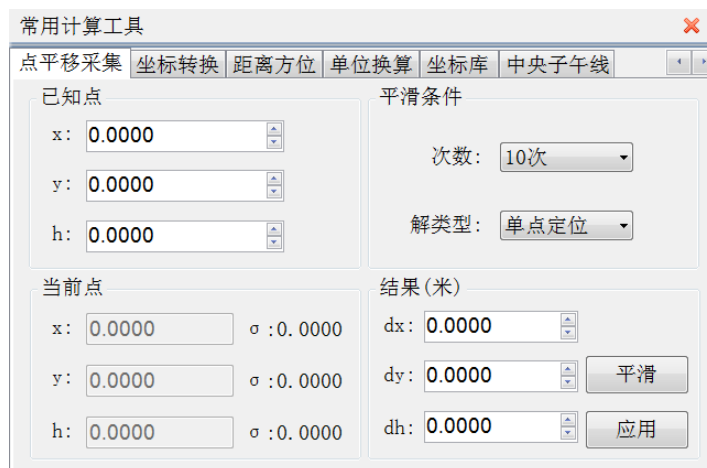 常用计算工具
点平移采集 坐标转换 距离方位 单位换算 坐标库 中央子午线
已知点
x: 0.0000
y: 0.0000
h: 0.0000
平滑条件
次数: 10次
解类型: 单点定位
当前点
x: 0.0000 σ:0.0000
y: 0.0000 σ:0.0000
h: 0.0000 σ:0.0000
结果(米)
dx: 0.0000
dy: 0.0000 平滑
dh: 0.0000 应用